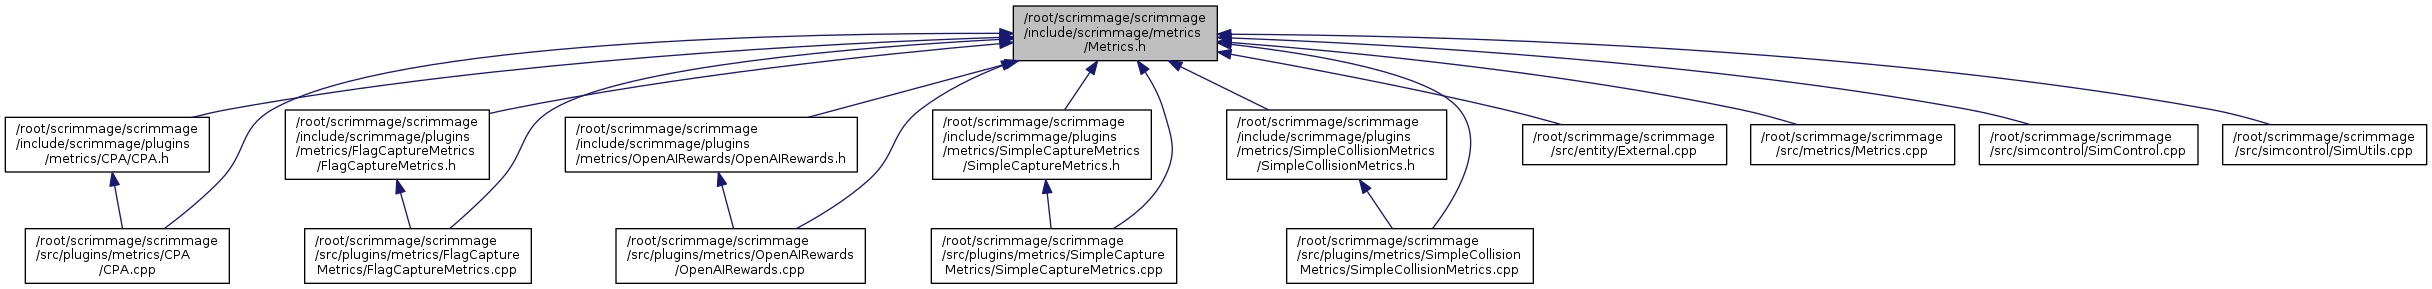 /root/scrimmage/scrimmage
/include/scrimmage/metrics
/Metrics.h
/root/scrimmage/scrimmage
/include/scrimmage/plugins
/metrics/CPA/CPA.h
/root/scrimmage/scrimmage
/include/scrimmage/plugins
/metrics/FlagCaptureMetrics
/FlagCaptureMetrics.h
/root/scrimmage/scrimmage
/include/scrimmage/plugins
/metrics/OpenAIRewards/OpenAIRewards.h
/root/scrimmage/scrimmage
/include/scrimmage/plugins
/metrics/SimpleCaptureMetrics
/SimpleCaptureMetrics.h
/root/scrimmage/scrimmage
/include/scrimmage/plugins
/metrics/SimpleCollisionMetrics
/SimpleCollisionMetrics.h
/root/scrimmage/scrimmage
/src/entity/External.cpp
/root/scrimmage/scrimmage
/src/metrics/Metrics.cpp
/root/scrimmage/scrimmage
/src/simcontrol/SimControl.cpp
/root/scrimmage/scrimmage
/src/simcontrol/SimUtils.cpp
/root/scrimmage/scrimmage
/src/plugins/metrics/CPA
/CPA.cpp
/root/scrimmage/scrimmage
/src/plugins/metrics/FlagCapture
Metrics/FlagCaptureMetrics.cpp
/root/scrimmage/scrimmage
/src/plugins/metrics/OpenAIRewards
/OpenAIRewards.cpp
/root/scrimmage/scrimmage
/src/plugins/metrics/SimpleCapture
Metrics/SimpleCaptureMetrics.cpp
/root/scrimmage/scrimmage
/src/plugins/metrics/SimpleCollision
Metrics/SimpleCollisionMetrics.cpp